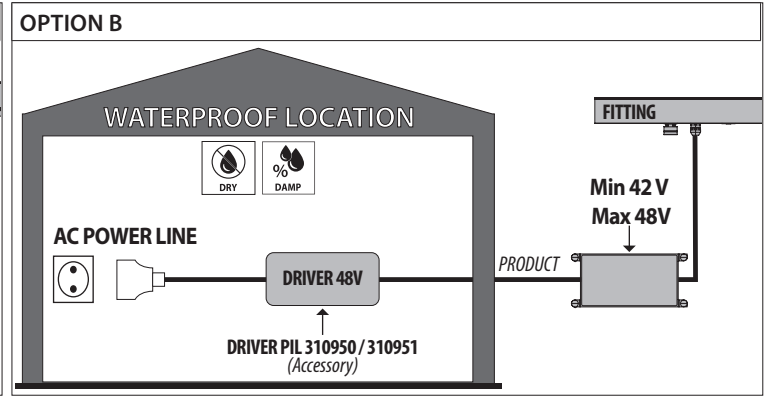 OPTION B
WATERPROOF LOCATION
FITTING
DRY
%
DAMP
Min 42 V
Max 48V
AC POWER LINE
PRODUCT
DRIVER 48V
DRIVER PIL 310950 / 310951
(Accessory)